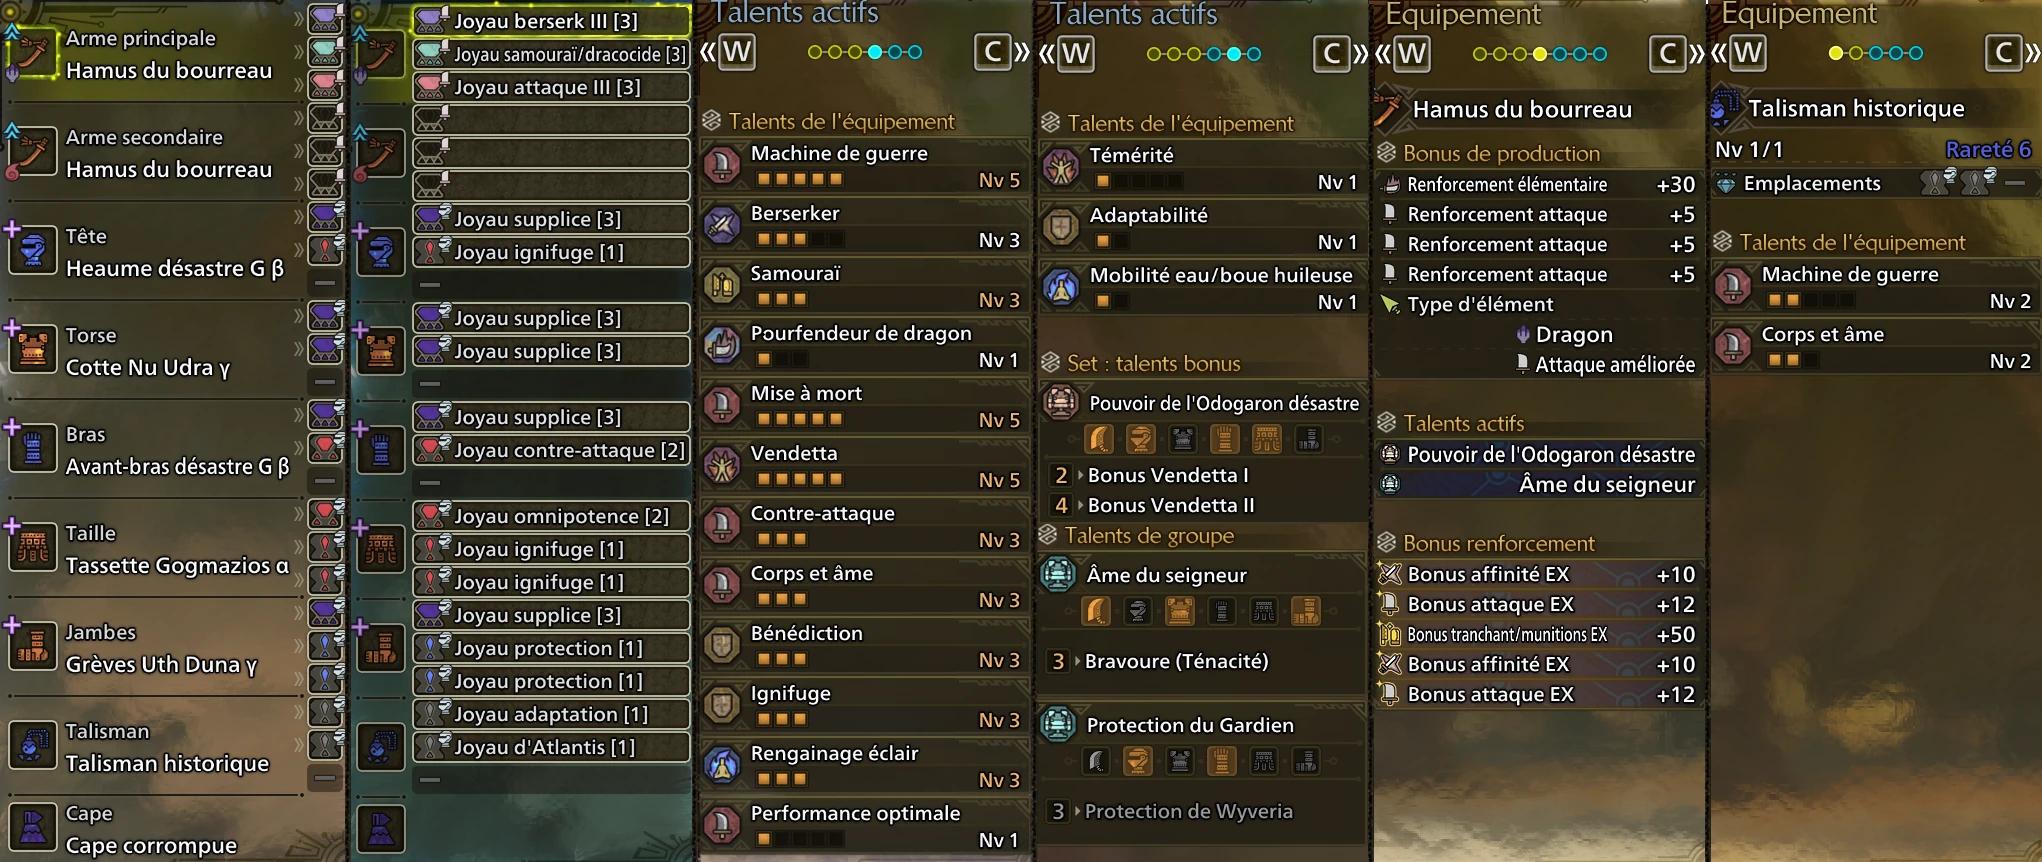 Arme principale
Hamus du bourreau
Arme secondaire
Hamus du bourreau
Tête
Heaume désastre G β
Torse
Cotte Nu Udra γ
Bras
Avant-bras désastre G β
Taille
Tassette Gogmazios α
Jambes
Grèves Uth Duna γ
Talisman
Talisman historique
Cape
Cape corrompue
Joyau berserk III [3]
Joyau samouraï/dracocide [3]
Joyau attaque III [3]
Joyau supplice [3]
Joyau ignifuge [1]
Joyau supplice [3]
Joyau supplice [3]
Joyau supplice [3]
Joyau contre-attaque [2]
Joyau omnipotence [2]
Joyau ignifuge [1]
Joyau ignifuge [1]
Joyau supplice [3]
Joyau protection [1]
Joyau protection [1]
Joyau adaptation [1]
Joyau d'Atlantis [1]
Talents actifs
W C
Talents de l'équipement
Machine de guerre
Nv 5
Berserker
Nv 3
Samouraï
Nv 3
Pourfendeur de dragon
Nv 1
Mise à mort
Nv 5
Vendetta
Nv 5
Contre-attaque
Nv 3
Corps et âme
Nv 3
Bénédiction
Nv 3
Ignifuge
Nv 3
Rengainage éclair
Nv 3
Performance optimale
Nv 1
Talents actifs
W C
Talents de l'équipement
Témérité
Nv 1
Adaptabilité
Nv 1
Mobilité eau/boue huileuse
Nv 1
Set : talents bonus
Pouvoir de l'Odogaron désastre
2 Bonus Vendetta I
4 Bonus Vendetta II
Talents de groupe
Âme du seigneur
3 Bravoure (Ténacité)
Protection du Gardien
3 Protection de Wyveria
Equipement
W C
Hamus du bourreau
Bonus de production
Renforcement élémentaire +30
Renforcement attaque +5
Renforcement attaque +5
Renforcement attaque +5
Type d'élément
Dragon
Attaque améliorée
Talents actifs
Pouvoir de l'Odogaron désastre
Âme du seigneur
Bonus renforcement
Bonus affinité EX +10
Bonus attaque EX +12
Bonus tranchant/munitions EX +50
Bonus affinité EX +10
Bonus attaque EX +12
Equipement
W C
Talisman historique
Nv 1/1 Rareté 6
Emplacements
Talents de l'équipement
Machine de guerre
Nv 2
Corps et âme
Nv 2